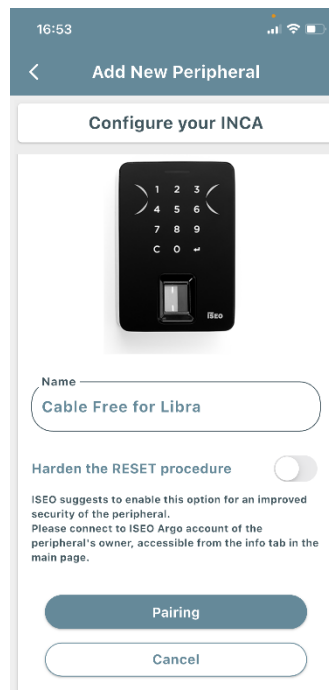 16:53
Add New Peripheral
Configure your INCA
1 2 3
4 5 6
7 8 9
C 0 ↵
ISEO
Name
Cable Free for Libra
Harden the RESET procedure
ISEO suggests to enable this option for an improved
security of the peripheral.
Please connect to ISEO Argo account of the
peripheral's owner, accessible from the info tab in the
main page.
Pairing
Cancel